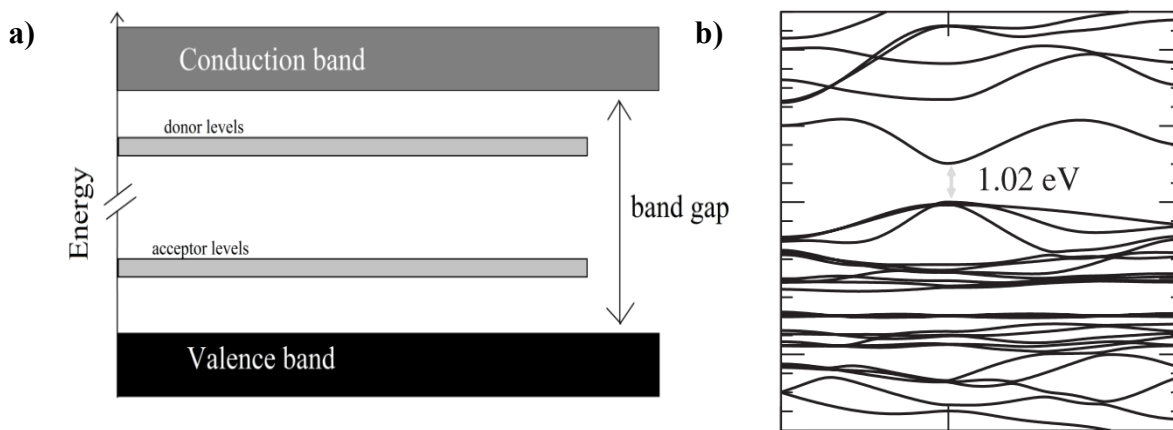 a)
Conduction band
donor levels
Energy
band gap
acceptor levels
Valence band
b)
1.02 eV